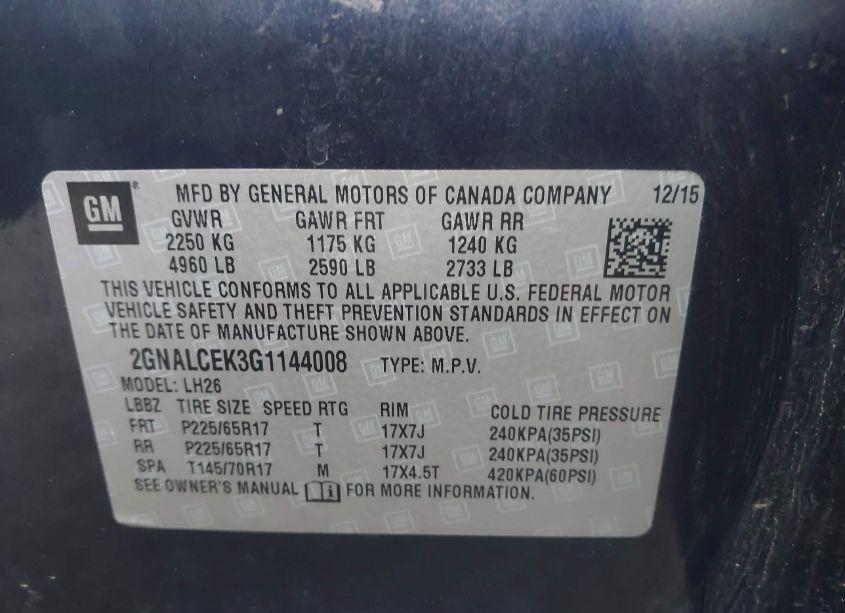 GM
MFD BY GENERAL MOTORS OF CANADA COMPANY 12/15
GVWR GAWR FRT GAWR RR
2250 KG 1175 KG 1240 KG
4960 LB 2590 LB 2733 LB
THIS VEHICLE CONFORMS TO ALL APPLICABLE U.S. FEDERAL MOTOR
VEHICLE SAFETY AND THEFT PREVENTION STANDARDS IN EFFECT ON
THE DATE OF MANUFACTURE SHOWN ABOVE.
2GNALCEK3G1144008 TYPE: M.P.V.
MODEL: LH26
LBBZ TIRE SIZE SPEED RTG RIM COLD TIRE PRESSURE
FRT P225/65R17 T 17X7J 240KPA(35PSI)
RR P225/65R17 T 17X7J 240KPA(35PSI)
SPA T145/70R17 M 17X4.5T 420KPA(60PSI)
SEE OWNER'S MANUAL FOR MORE INFORMATION.